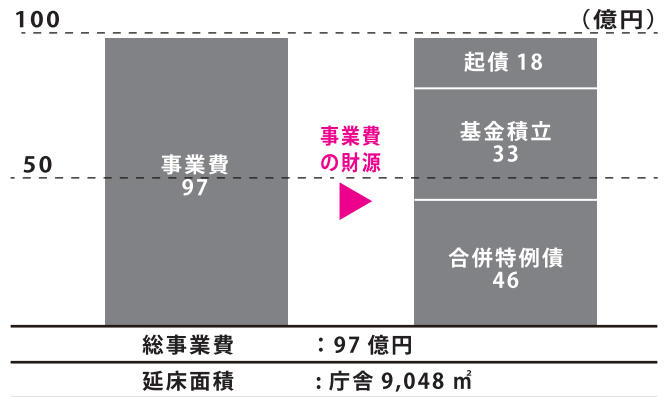 100
（億円）
50
事業費
97
事業費
の財源
起債 18
基金積立
33
合併特例債
46
総事業費 ：97 億円
延床面積 : 庁舎 9,048 ㎡